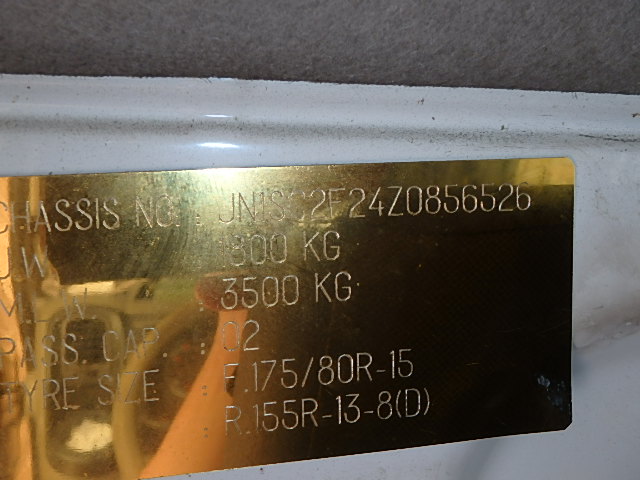 CHASSIS NO. : JN1SC2F24Z0856526
U.W. : 1800 KG
M.L.W. : 3500 KG
PASS. CAP. : 02
TYRE SIZE : F.175/80R-15
: R.155R-13-8(D)